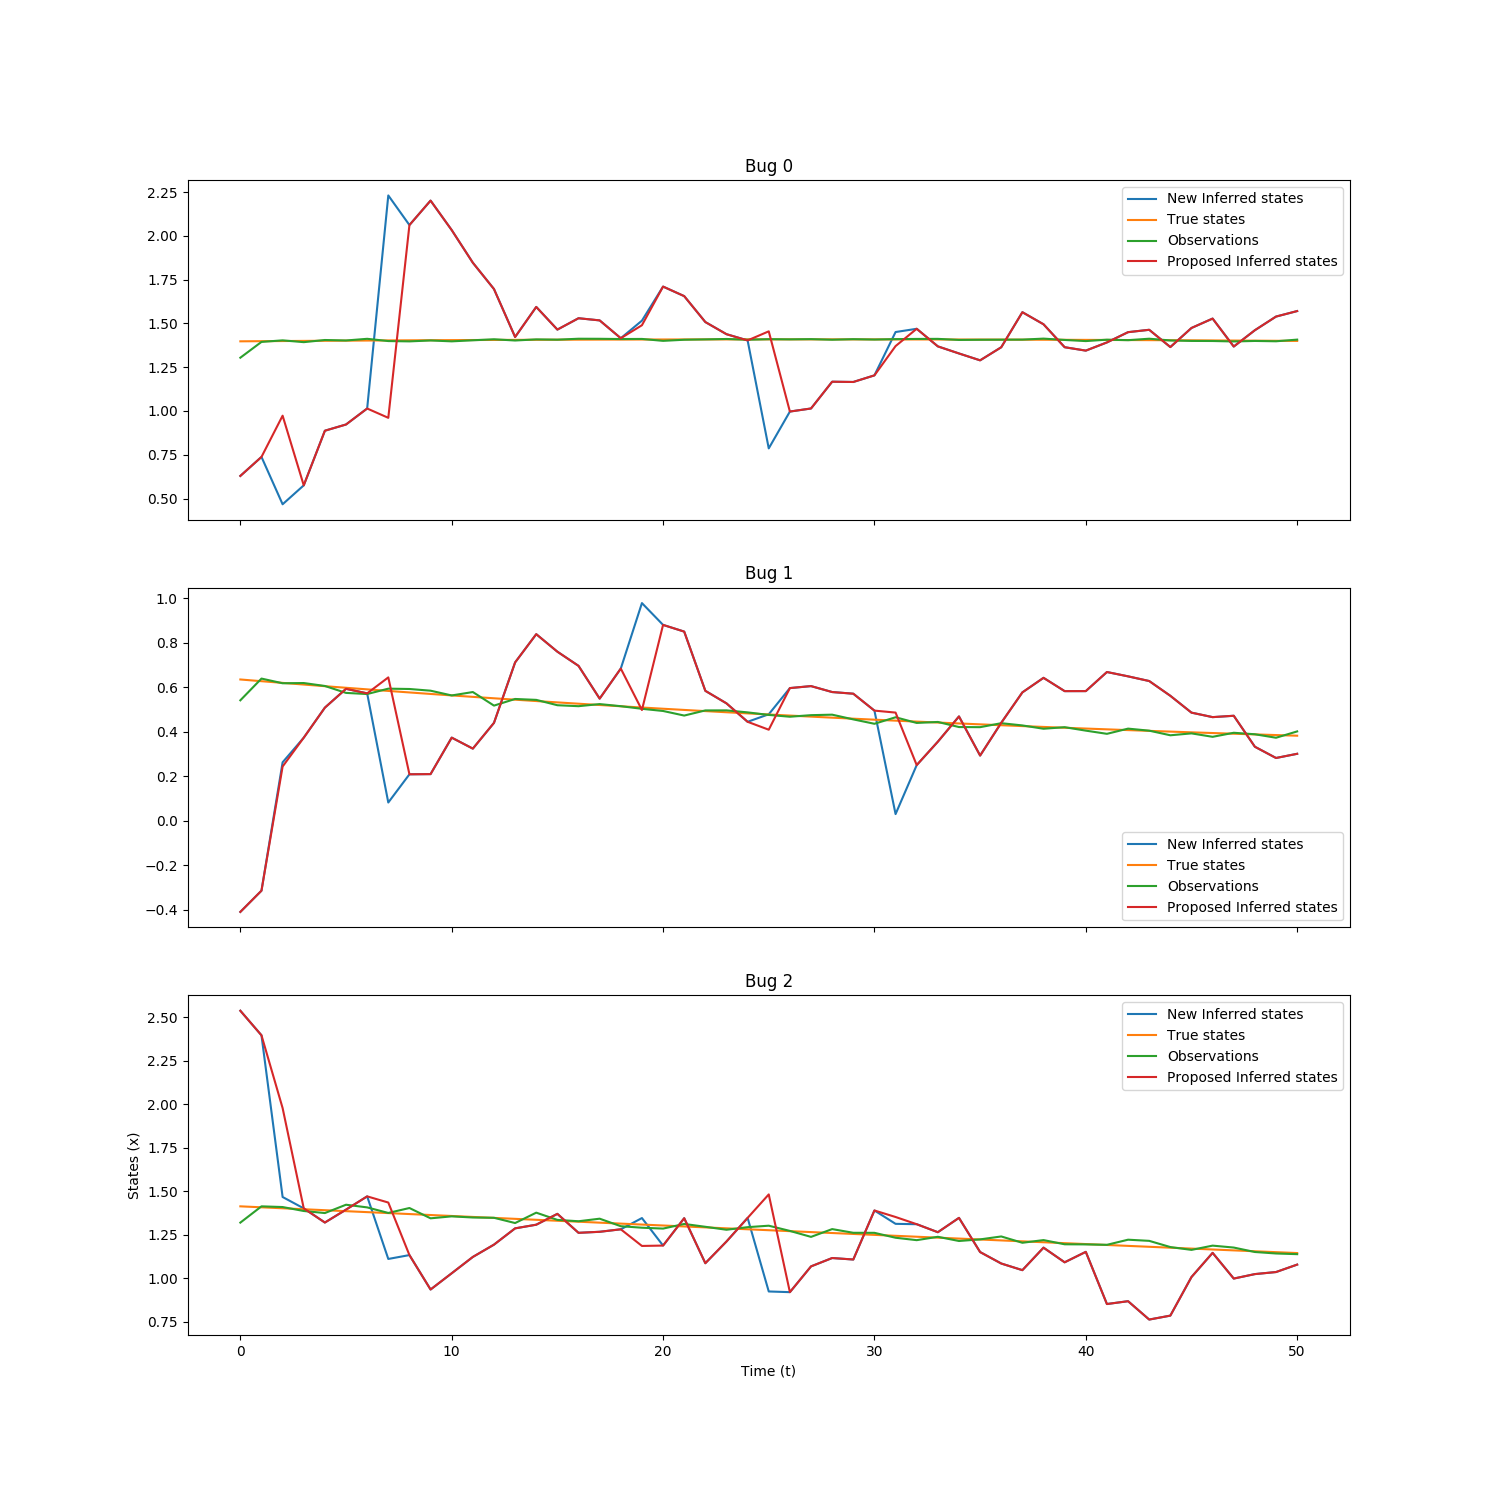 Bug 0
2.25
2.00
1.75
1.50
1.25
1.00
0.75
0.50
New Inferred states
True states
Observations
Proposed Inferred states
Bug 1
1.0
0.8
0.6
0.4
0.2
0.0
−0.2
−0.4
New Inferred states
True states
Observations
Proposed Inferred states
Bug 2
2.50
2.25
2.00
1.75
1.50
1.25
1.00
0.75
States (x)
New Inferred states
True states
Observations
Proposed Inferred states
0 10 20 30 40 50
Time (t)